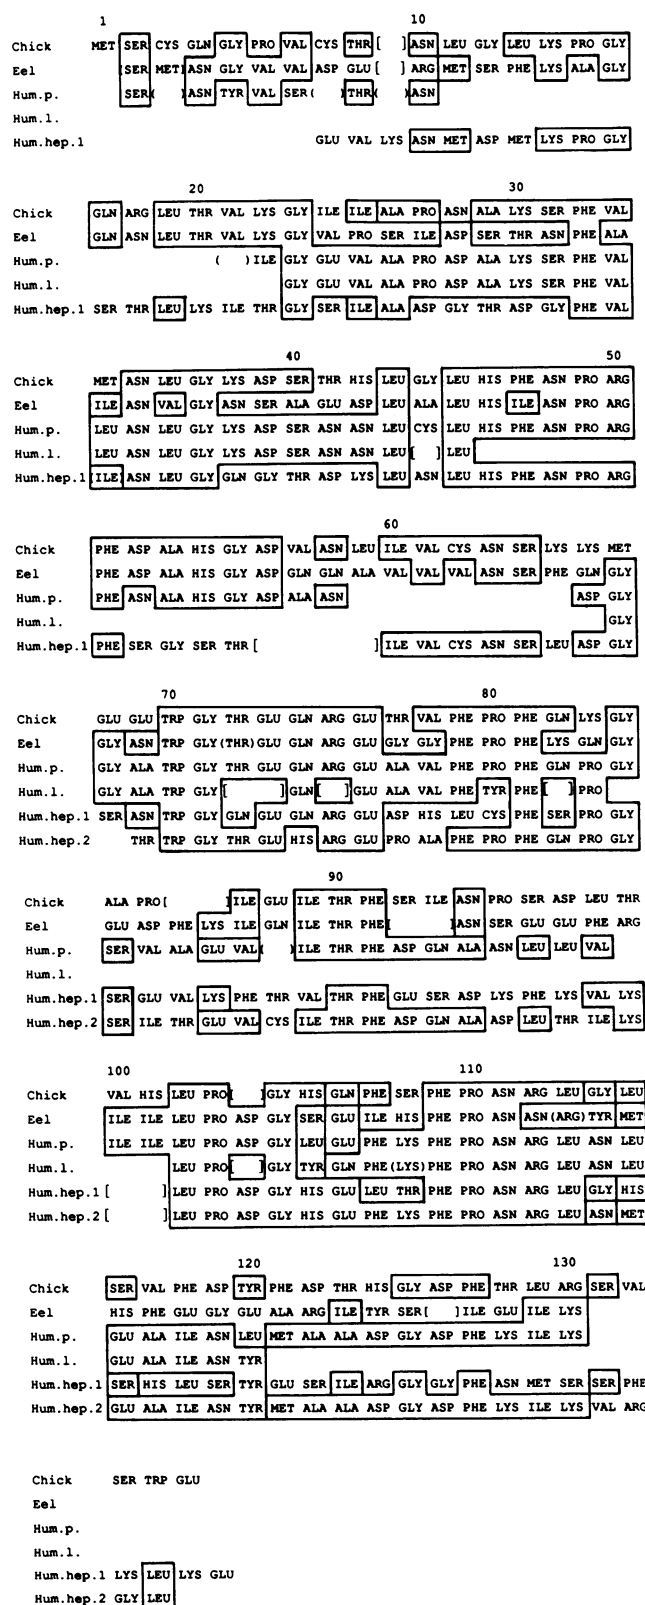 1 10
Chick MET SER CYS GLN GLY PRO VAL CYS THR [ ] ASN LEU GLY LEU LYS PRO GLY
Eel (SER MET) ASN GLY VAL VAL ASP GLU [ ] ARG MET SER PHE LYS ALA GLY
Hum.p. SER ( ) ASN TYR VAL SER ( ) THR ( ) ASN
Hum.l.
Hum.hep.1 GLU VAL LYS ASN MET ASP MET LYS PRO GLY
20 30
Chick GLN ARG LEU THR VAL LYS GLY ILE ILE ALA PRO ASN ALA LYS SER PHE VAL
Eel GLN ASN LEU THR VAL LYS GLY VAL PRO SER ILE ASP SER THR ASN PHE ALA
Hum.p. ( ) ILE GLY GLU VAL ALA PRO ASP ALA LYS SER PHE VAL
Hum.l. GLY GLU VAL ALA PRO ASP ALA LYS SER PHE VAL
Hum.hep.1 SER THR LEU LYS ILE THR GLY SER ILE ALA ASP GLY THR ASP GLY PHE VAL
40 50
Chick MET ASN LEU GLY LYS ASP SER THR HIS LEU GLY LEU HIS PHE ASN PRO ARG
Eel ILE ASN VAL GLY ASN SER ALA GLU ASP LEU ALA LEU HIS ILE ASN PRO ARG
Hum.p. LEU ASN LEU GLY LYS ASP SER ASN ASN LEU CYS LEU HIS PHE ASN PRO ARG
Hum.l. LEU ASN LEU GLY LYS ASP SER ASN ASN LEU [ ] LEU
Hum.hep.1 (ILE) ASN LEU GLY GLN GLY THR ASP LYS LEU ASN LEU HIS PHE ASN PRO ARG
60
Chick PHE ASP ALA HIS GLY ASP VAL ASN LEU ILE VAL CYS ASN SER LYS LYS MET
Eel PHE ASP ALA HIS GLY ASP GLN GLN ALA VAL VAL VAL ASN SER PHE GLN GLY
Hum.p. PHE ASN ALA HIS GLY ASP ALA ASN ASP GLY
Hum.l. GLY
Hum.hep.1 PHE SER GLY SER THR [ ] ILE VAL CYS ASN SER LEU ASP GLY
70 80
Chick GLU GLU TRP GLY THR GLU GLN ARG GLU THR VAL PHE PRO PHE GLN LYS GLY
Eel GLY ASN TRP GLY (THR) GLU GLN ARG GLU GLY GLY PHE PRO PHE LYS GLN GLY
Hum.p. GLY ALA TRP GLY THR GLU GLN ARG GLU ALA VAL PHE PRO PHE GLN PRO GLY
Hum.l. GLY ALA TRP GLY [ ] GLN [ ] GLU ALA VAL PHE TYR PHE [ ] PRO
Hum.hep.1 SER ASN TRP GLY GLN GLU GLN ARG GLU ASP HIS LEU CYS PHE SER PRO GLY
Hum.hep.2 THR TRP GLY THR GLU HIS ARG GLU PRO ALA PHE PRO PHE GLN PRO GLY
90
Chick ALA PRO [ ] ILE GLU ILE THR PHE SER ILE ASN PRO SER ASP LEU THR
Eel GLU ASP PHE LYS ILE GLN ILE THR PHE [ ] ASN SER GLU GLU PHE ARG
Hum.p. SER VAL ALA GLU VAL ( ) ILE THR PHE ASP GLN ALA ASN LEU LEU VAL
Hum.l.
Hum.hep.1 SER GLU VAL LYS PHE THR VAL THR PHE GLU SER ASP LYS PHE LYS VAL LYS
Hum.hep.2 SER ILE THR GLU VAL CYS ILE THR PHE ASP GLN ALA ASP LEU THR ILE LYS
100 110
Chick VAL HIS LEU PRO [ ] GLY HIS GLN PHE SER PHE PRO ASN ARG LEU GLY LEU
Eel ILE ILE LEU PRO ASP GLY SER GLU ILE HIS PHE PRO ASN ASN (ARG) TYR MET
Hum.p. ILE ILE LEU PRO ASP GLY LEU GLU PHE LYS PHE PRO ASN ARG LEU ASN LEU
Hum.l. LEU PRO [ ] GLY TYR GLN PHE (LYS) PHE PRO ASN ARG LEU ASN LEU
Hum.hep.1 [ ] LEU PRO ASP GLY HIS GLU LEU THR PHE PRO ASN ARG LEU GLY HIS
Hum.hep.2 [ ] LEU PRO ASP GLY HIS GLU PHE LYS PHE PRO ASN ARG LEU ASN MET
120 130
Chick SER VAL PHE ASP TYR PHE ASP THR HIS GLY ASP PHE THR LEU ARG SER VAL
Eel HIS PHE GLU GLY GLU ALA ARG ILE TYR SER [ ] ILE GLU ILE LYS
Hum.p. GLU ALA ILE ASN LEU MET ALA ALA ASP GLY ASP PHE LYS ILE LYS
Hum.l. GLU ALA ILE ASN TYR
Hum.hep.1 SER HIS LEU SER TYR GLU SER ILE ARG GLY GLY PHE ASN MET SER SER PHE
Hum.hep.2 GLU ALA ILE ASN TYR MET ALA ALA ASP GLY ASP PHE LYS ILE LYS VAL ARG
Chick SER TRP GLU
Eel
Hum.p.
Hum.l.
Hum.hep.1 LYS LEU LYS GLU
Hum.hep.2 GLY LEU